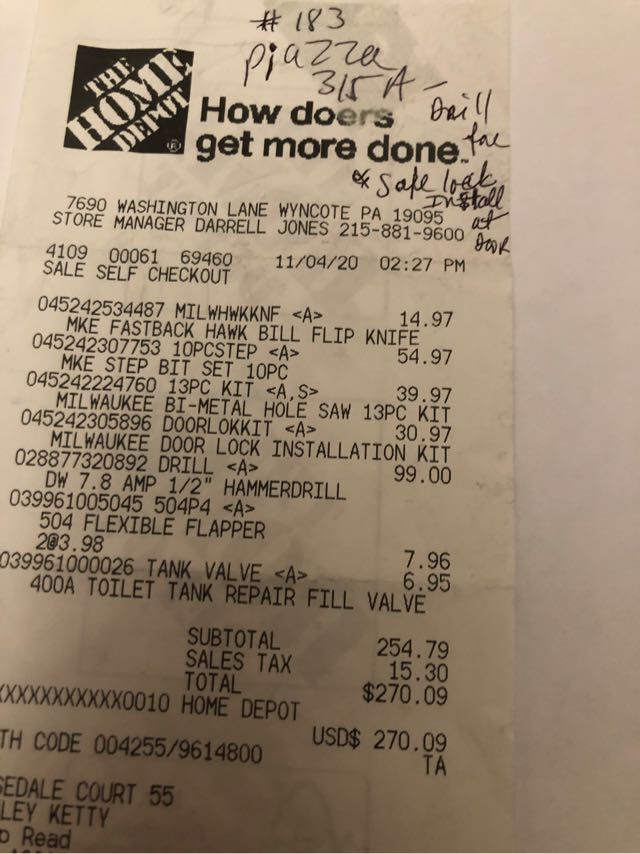 # 183
piazza
315 A - Drill
for
& Safe lock
Install
at
Door
THE
HOME
DEPOT
®
How doers
get more done.™
7690 WASHINGTON LANE WYNCOTE PA 19095
STORE MANAGER DARRELL JONES 215-881-9600
4109 00061 69460 11/04/20 02:27 PM
SALE SELF CHECKOUT
045242534487 MILWHWKKNF <A> 14.97
MKE FASTBACK HAWK BILL FLIP KNIFE
045242307753 10PCSTEP <A> 54.97
MKE STEP BIT SET 10PC
045242224760 13PC KIT <A,S> 39.97
MILWAUKEE BI-METAL HOLE SAW 13PC KIT
045242305896 DOORLOKKIT <A> 30.97
MILWAUKEE DOOR LOCK INSTALLATION KIT
028877320892 DRILL <A> 99.00
DW 7.8 AMP 1/2" HAMMERDRILL
039961005045 504P4 <A>
504 FLEXIBLE FLAPPER
2@3.98 7.96
039961000026 TANK VALVE <A> 6.95
400A TOILET TANK REPAIR FILL VALVE
SUBTOTAL 254.79
SALES TAX 15.30
TOTAL $270.09
XXXXXXXXXXX0010 HOME DEPOT
USD$ 270.09
TH CODE 004255/9614800 TA
EDALE COURT 55
LEY KETTY
p Read